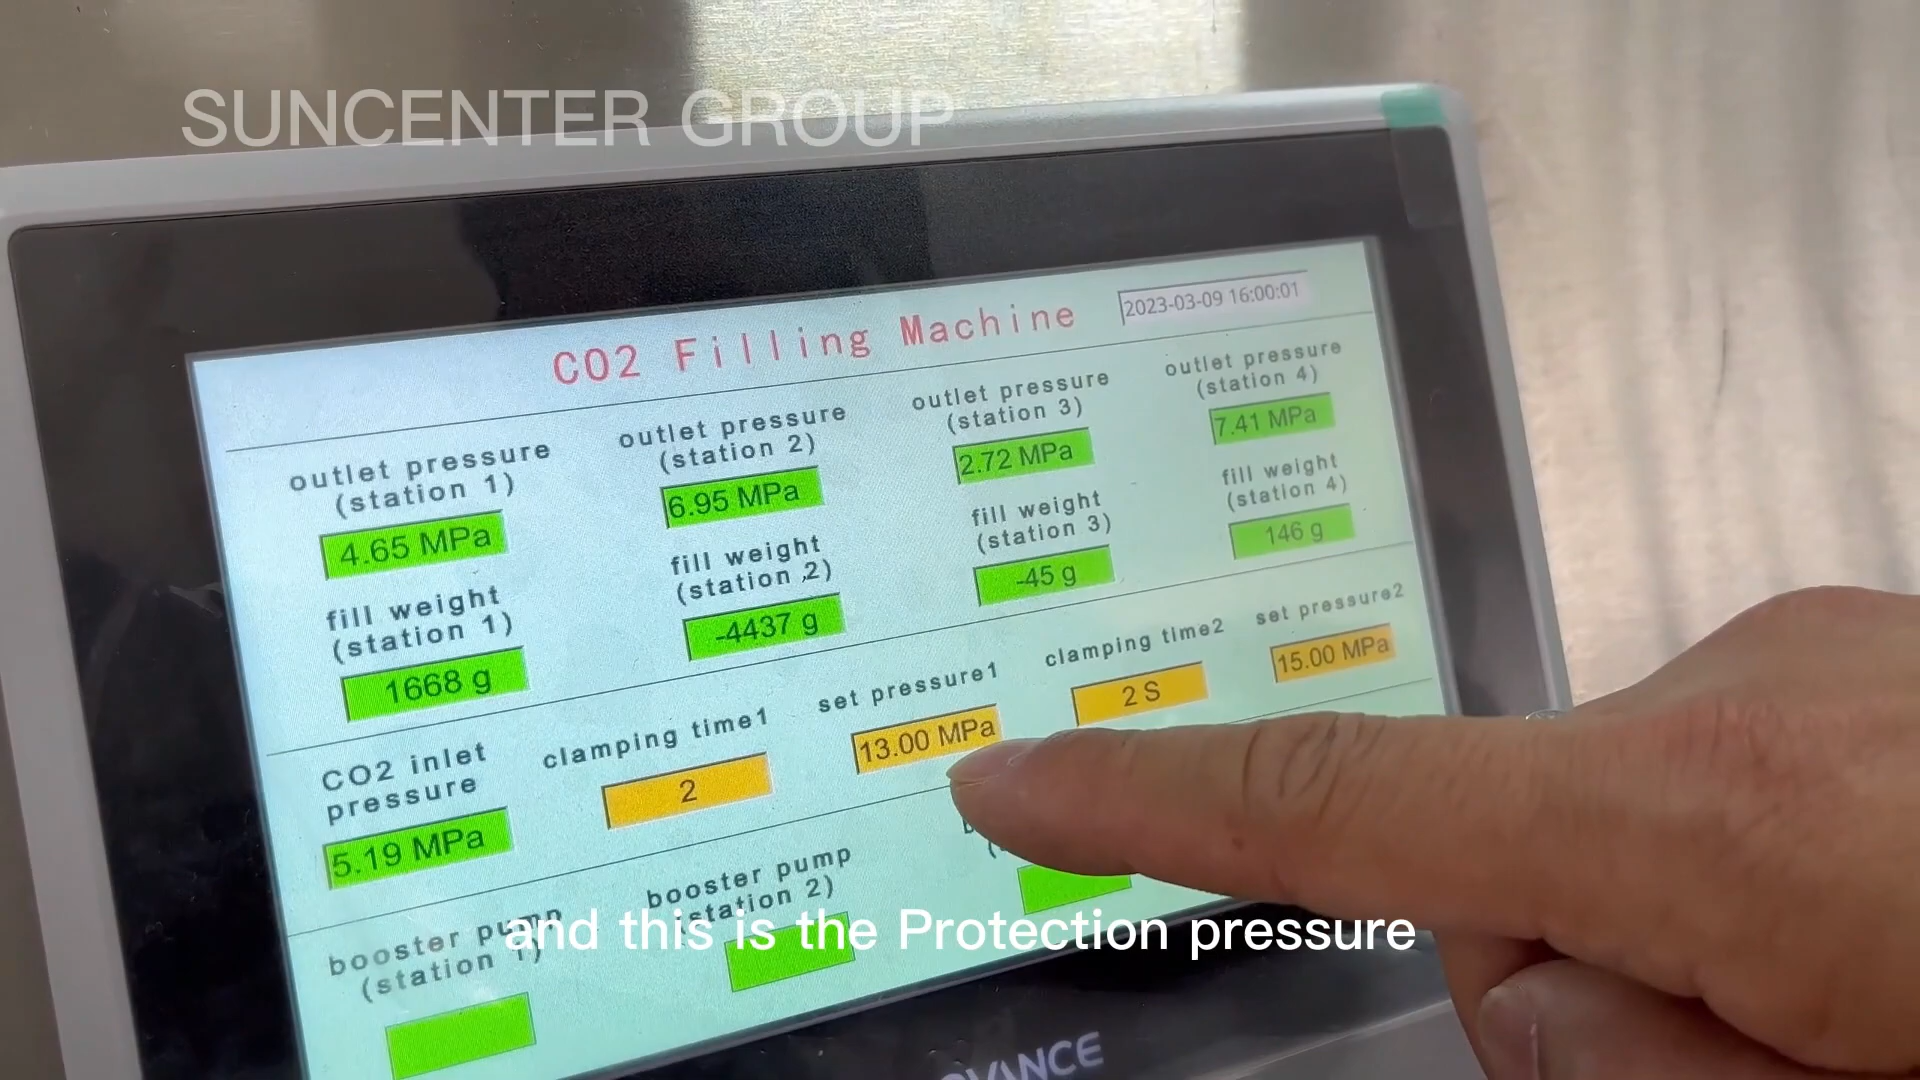 SUNCENTER GROUP
CO2 Filling Machine
2023-03-09 16:00:01
outlet pressure
(station 1)
4.65 MPa
outlet pressure
(station 2)
6.95 MPa
outlet pressure
(station 3)
2.72 MPa
outlet pressure
(station 4)
7.41 MPa
fill weight
(station 1)
1668 g
fill weight
(station 2)
-4437 g
fill weight
(station 3)
-45 g
fill weight
(station 4)
146 g
CO2 inlet
pressure
5.19 MPa
clamping time1
2
set pressure1
13.00 MPa
clamping time2
2 S
set pressure2
15.00 MPa
booster pump
(station 1)
booster pump
(station 2)
and this is the Protection pressure